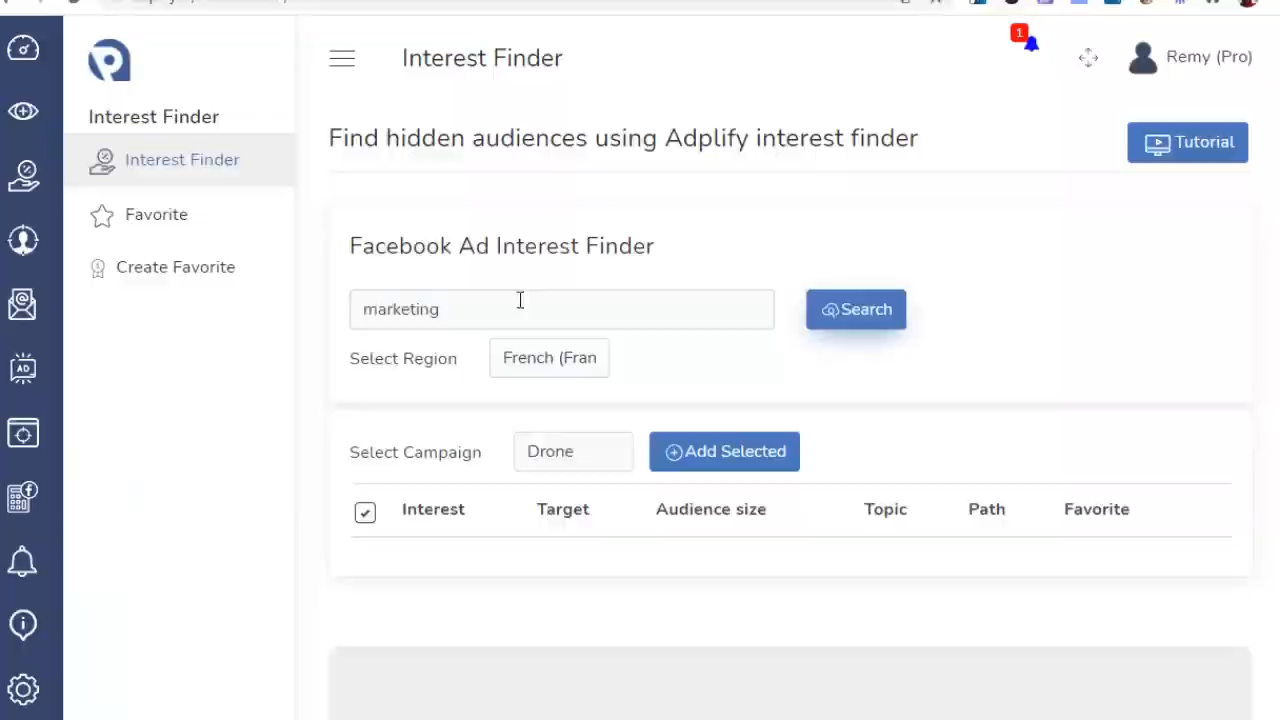 1
Interest Finder
Remy (Pro)
Interest Finder
Interest Finder
Favorite
Create Favorite
Find hidden audiences using Adplify interest finder
Tutorial
Facebook Ad Interest Finder
marketing
Search
Select Region
French (Fran
Select Campaign
Drone
Add Selected
Interest Target Audience size Topic Path Favorite
AD